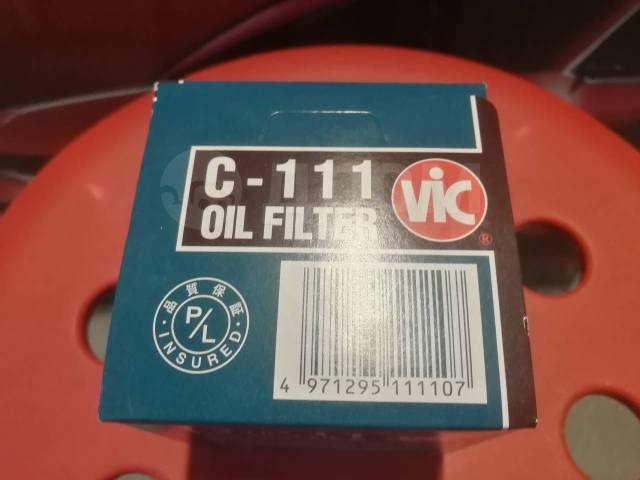 C-111
OIL FILTER
VIC
®
品質保証
P/L
INSURED
4 971295 111107